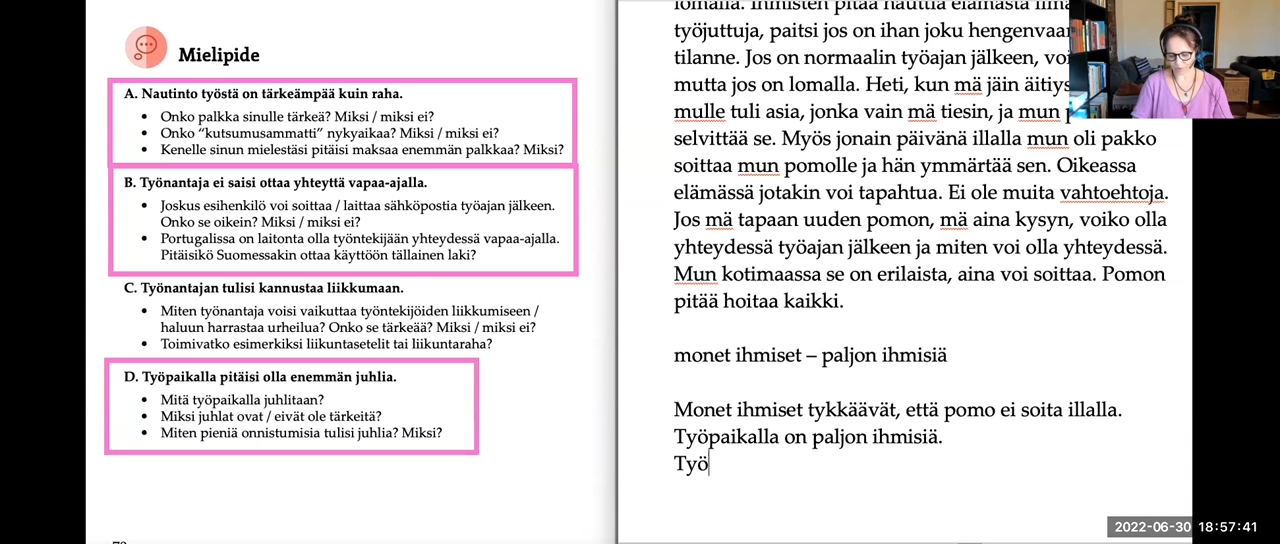 Mielipide
A. Nautinto työstä on tärkeämpää kuin raha.
• Onko palkka sinulle tärkeä? Miksi / miksi ei?
• Onko “kutsumusammatti” nykyaikaa? Miksi / miksi ei?
• Kenelle sinun mielestäsi pitäisi maksaa enemmän palkkaa? Miksi?
B. Työnantaja ei saisi ottaa yhteyttä vapaa-ajalla.
• Joskus esihenkilö voi soittaa / laittaa sähköpostia työajan jälkeen.
Onko se oikein? Miksi / miksi ei?
• Portugalissa on laitonta olla työntekijään yhteydessä vapaa-ajalla.
Pitäisikö Suomessakin ottaa käyttöön tällainen laki?
C. Työnantajan tulisi kannustaa liikkumaan.
• Miten työnantaja voisi vaikuttaa työntekijöiden liikkumiseen /
haluun harrastaa urheilua? Onko se tärkeää? Miksi / miksi ei?
• Toimivatko esimerkiksi liikuntasetelit tai liikuntaraha?
D. Työpaikalla pitäisi olla enemmän juhlia.
• Mitä työpaikalla juhlitaan?
• Miksi juhlat ovat / eivät ole tärkeitä?
• Miten pieniä onnistumisia tulisi juhlia? Miksi?
lomalla. Ihmisten pitää nauttia elämästä
työjuttuja, paitsi jos on ihan joku
tilanne. Jos on normaalin työajan jälkeen,
mutta jos on lomalla. Heti, kun mä jäin
mulle tuli asia, jonka vain mä tiesin, ja mun
selvittää se. Myös jonain päivänä illalla mun oli pakko
soittaa mun pomolle ja hän ymmärtää sen. Oikeassa
elämässä jotakin voi tapahtua. Ei ole muita vahtoehtoja.
Jos mä tapaan uuden pomon, mä aina kysyn, voiko olla
yhteydessä työajan jälkeen ja miten voi olla yhteydessä.
Mun kotimaassa se on erilaista, aina voi soittaa. Pomon
pitää hoitaa kaikki.
monet ihmiset – paljon ihmisiä
Monet ihmiset tykkäävät, että pomo ei soita illalla.
Työpaikalla on paljon ihmisiä.
Työ
2022-06-30 18:57:41